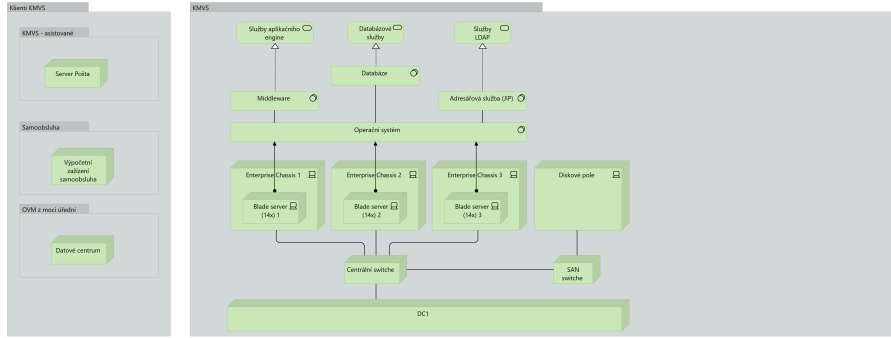 Klienti KMVS
KMVS - asistované
Server Pošta
Samoobsluha
Výpočetní
zažízení
samoobsluha
OVM z moci úřední
Datové centrum
KMVS
Služby aplikačního
engine
Databázové
služby
Služby
LDAP
Databáze
Middleware
Adresářová služba (JIP)
Operační systém
Enterprise Chassis 1
Enterprise Chassis 2
Enterprise Chassis 3
Diskové pole
Blade server
(14x) 1
Blade server
(14x) 2
Blade server
(14x) 3
Centrální switche
SAN
switche
DC1